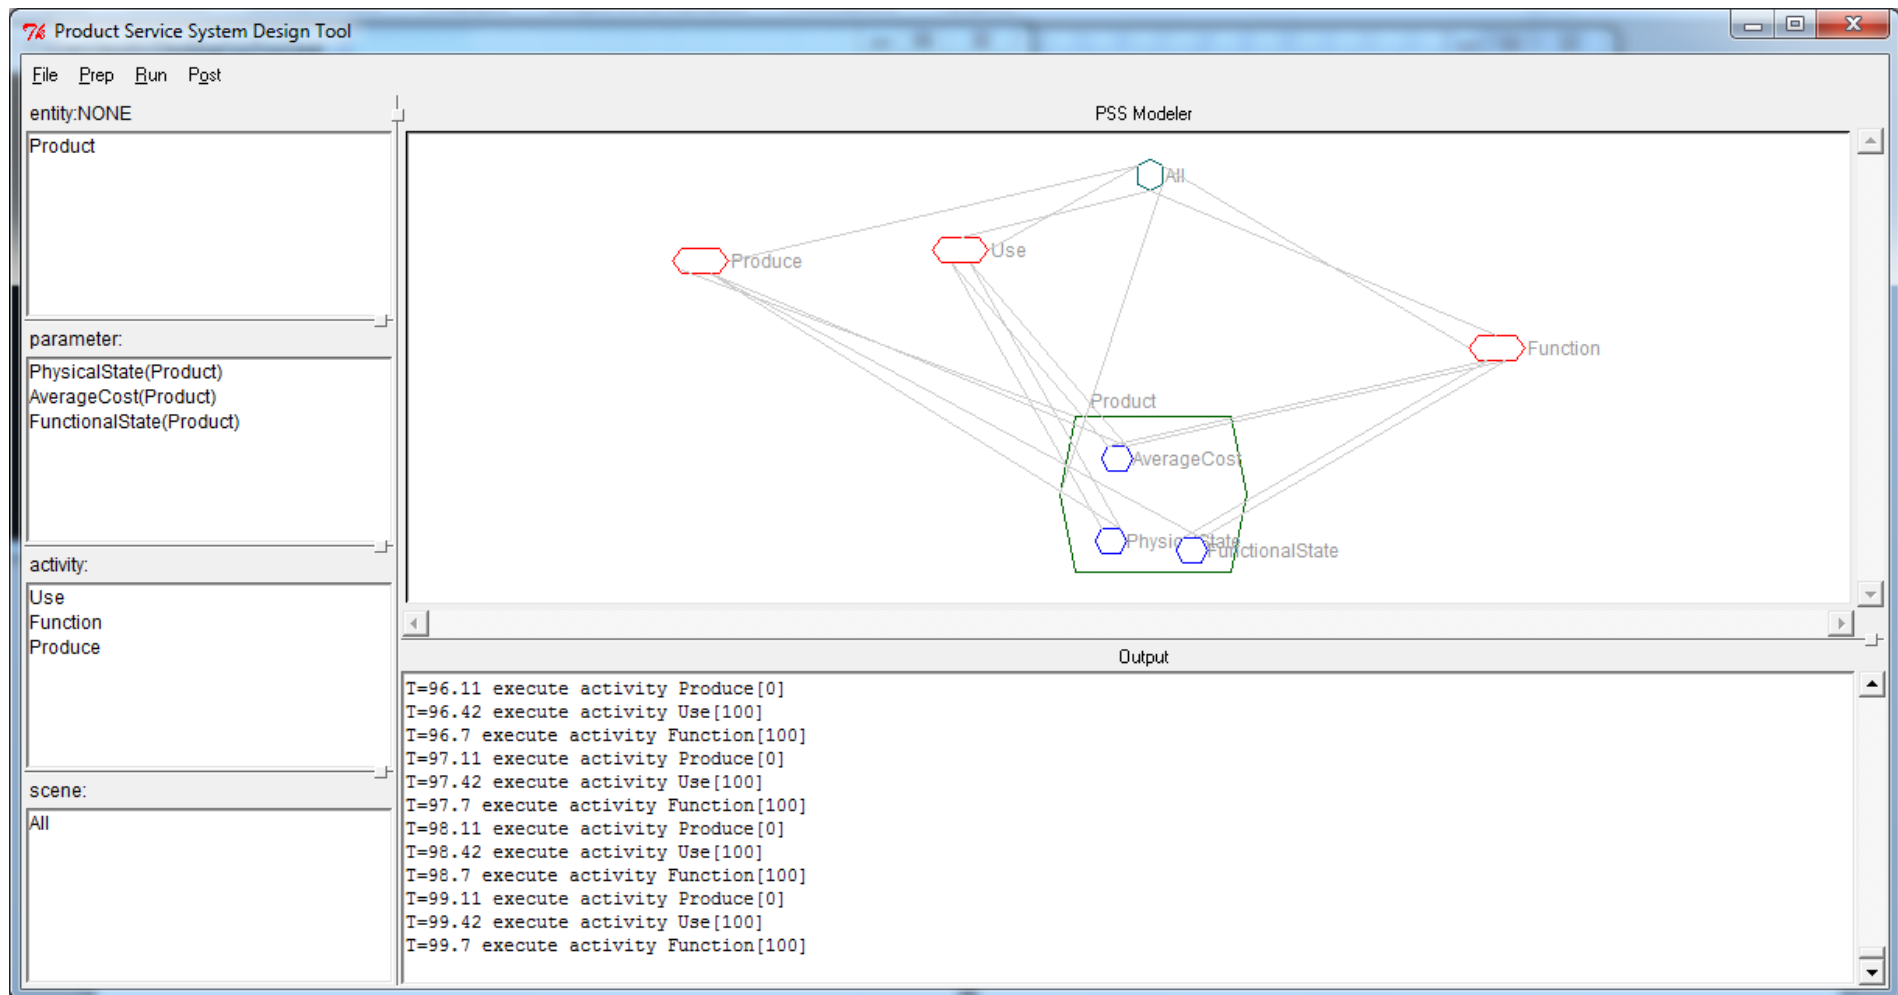 Product Service System Design Tool
File Prep Run Post
entity:NONE
Product
parameter:
PhysicalState(Product)
AverageCost(Product)
FunctionalState(Product)
activity:
Use
Function
Produce
scene:
All
PSS Modeler
All
Produce
Use
Function
Product
AverageCost
PhysicalState
FunctionalState
Output
T=96.11 execute activity Produce[0]
T=96.42 execute activity Use[100]
T=96.7 execute activity Function[100]
T=97.11 execute activity Produce[0]
T=97.42 execute activity Use[100]
T=97.7 execute activity Function[100]
T=98.11 execute activity Produce[0]
T=98.42 execute activity Use[100]
T=98.7 execute activity Function[100]
T=99.11 execute activity Produce[0]
T=99.42 execute activity Use[100]
T=99.7 execute activity Function[100]